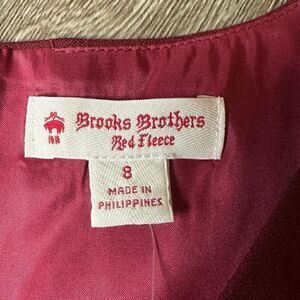 Brooks Brothers
Red Fleece
8
MADE IN
PHILIPPINES